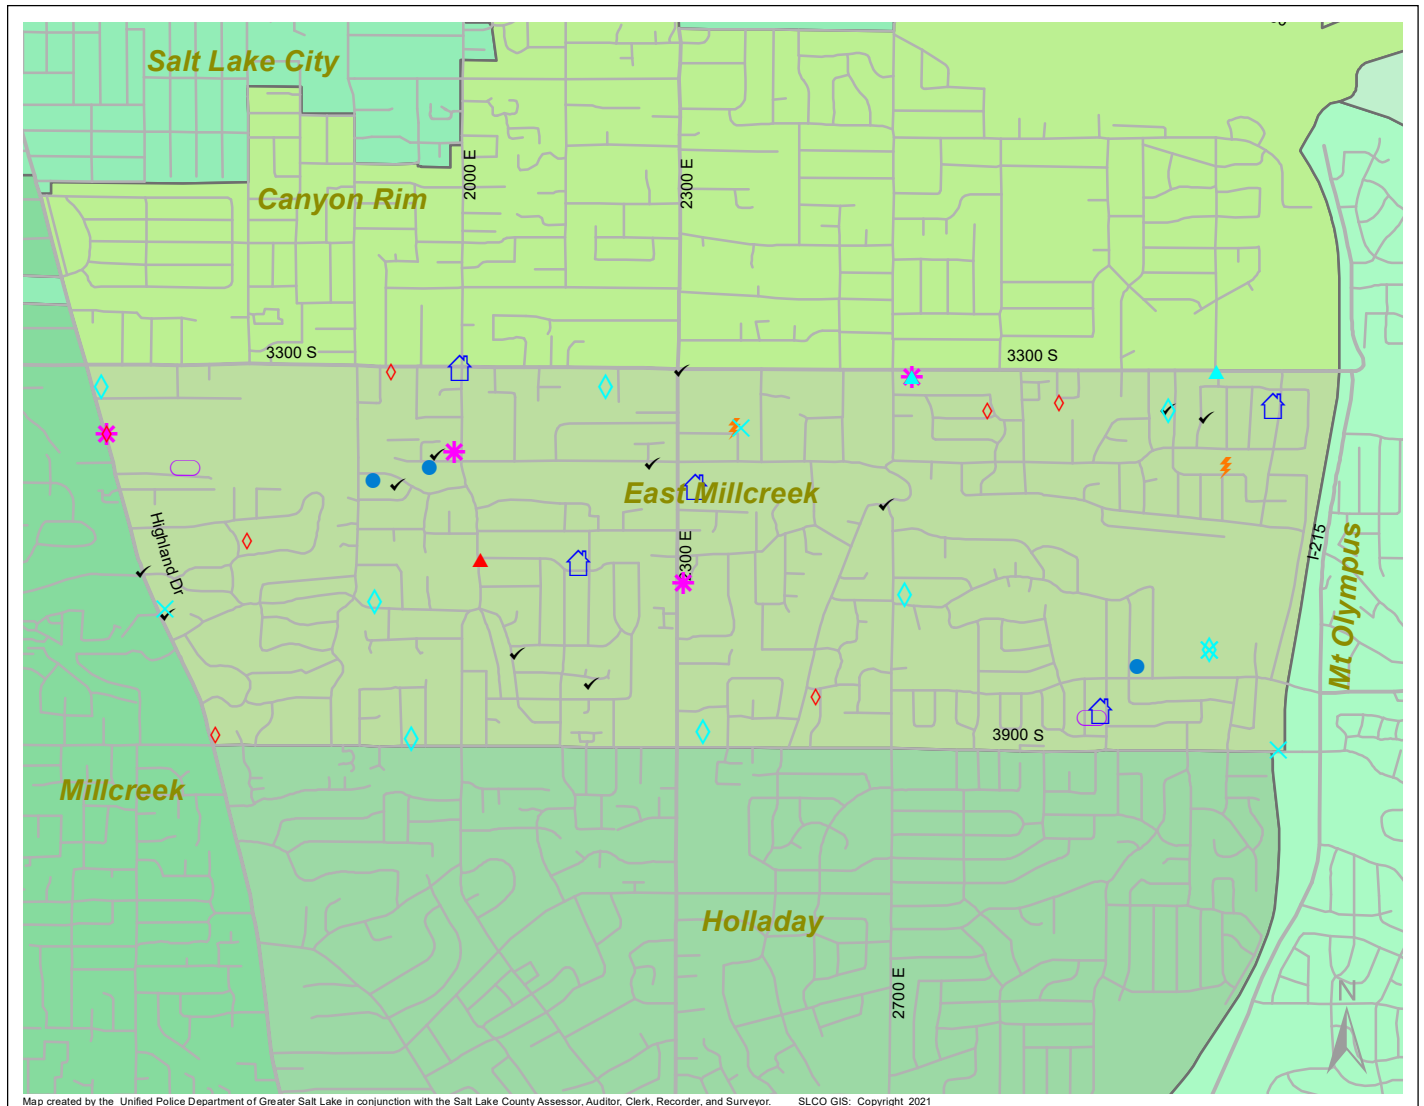 Salt Lake City
Canyon Rim
2000 E
2300 E
3300 S
3300 S
East Millcreek
Highland Dr
2300 E
I-215
Mt Olympus
3900 S
Millcreek
Holladay
2700 E
N
Map created by the Unified Police Department of Greater Salt Lake in conjunction with the Salt Lake County Assessor, Auditor, Clerk, Recorder, and Surveyor. SLCO GIS: Copyright 2021